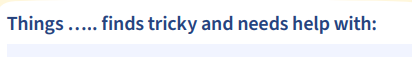 Things ….. finds tricky and needs help with: